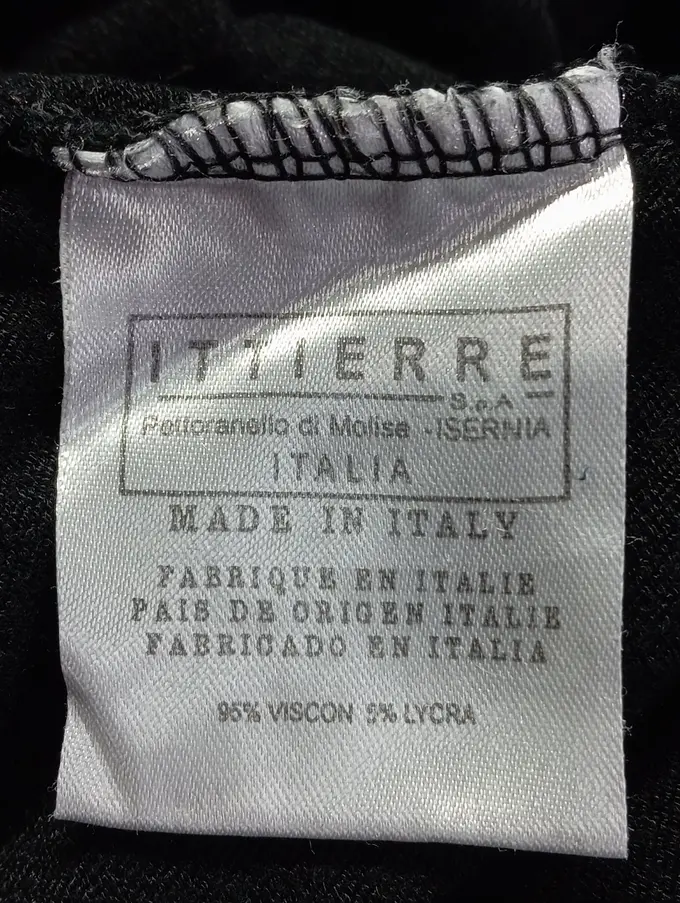 ITTIERRE
S.p.A
Pettoranello di Molise - ISERNIA
ITALIA
MADE IN ITALY
FABRIQUE EN ITALIE
PAIS DE ORIGEN ITALIE
FABRICADO EN ITALIA
95% VISCON 5% LYCRA